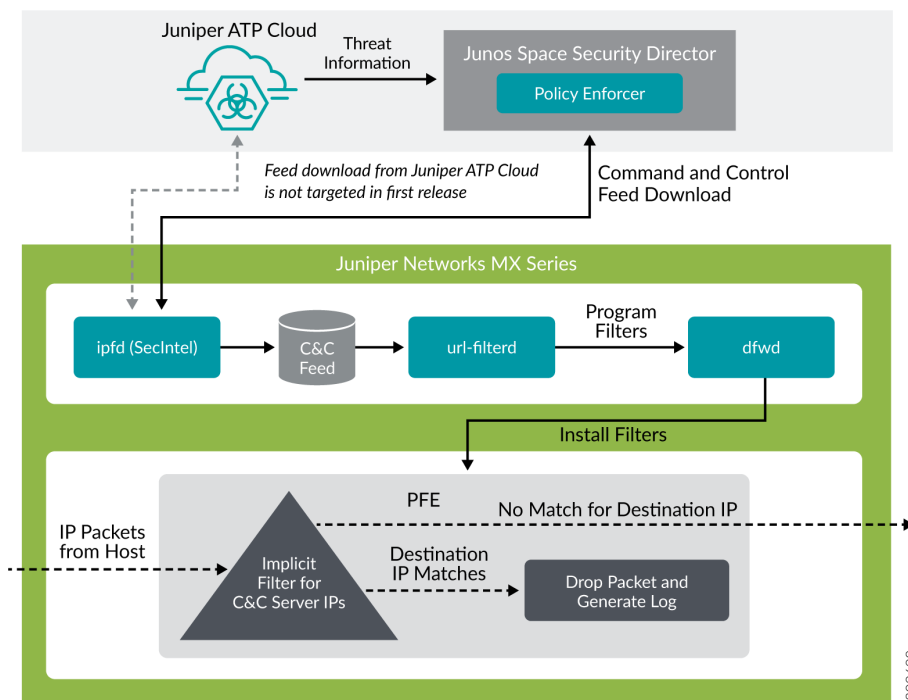 Juniper ATP Cloud
Threat
Information
Junos Space Security Director
Policy Enforcer
Feed download from Juniper ATP Cloud
is not targeted in first release
Command and Control
Feed Download
Juniper Networks MX Series
ipfd (SecIntel)
C&C
Feed
url-filterd
Program
Filters
dfwd
Install Filters
PFE
No Match for Destination IP
IP Packets
from Host
Implicit
Filter for
C&C Server IPs
Destination
IP Matches
Drop Packet and
Generate Log